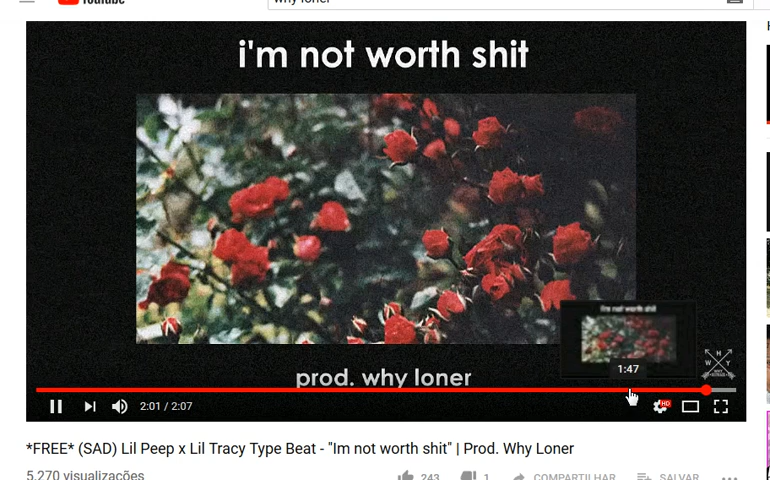 YouTube
why loner
i'm not worth shit
i'm not worth shit
W H Y
prod. why loner
1:47
2:01 / 2:07
HD
*FREE* (SAD) Lil Peep x Lil Tracy Type Beat - "Im not worth shit" | Prod. Why Loner
5.270 visualizações
243
1
COMPARTILHAR
SALVAR